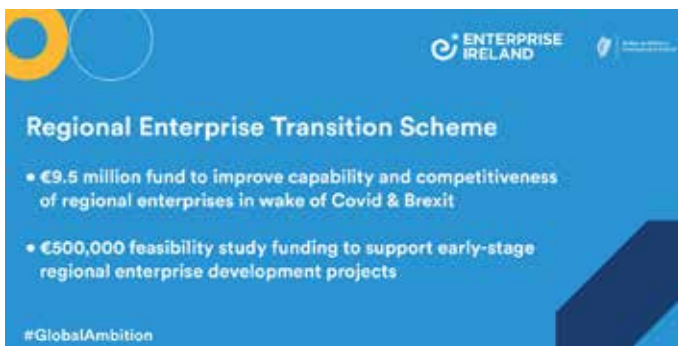 ENTERPRISE
IRELAND
Regional Enterprise Transition Scheme
• €9.5 million fund to improve capability and competitiveness
of regional enterprises in wake of Covid & Brexit
• €500,000 feasibility study funding to support early-stage
regional enterprise development projects
#GlobalAmbition